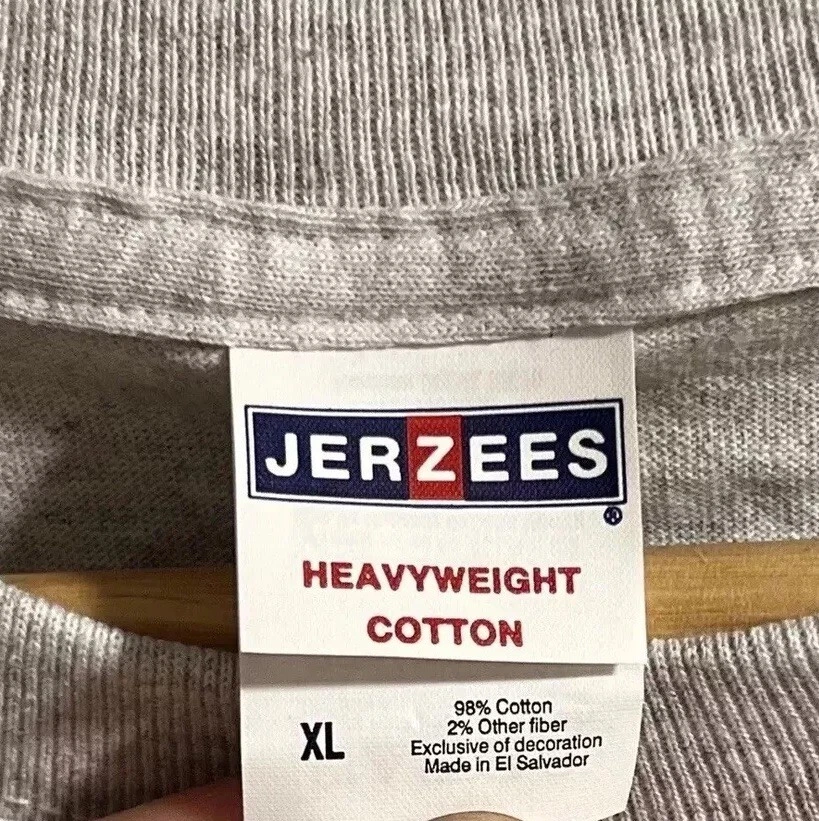 JERZEES
®
HEAVYWEIGHT
COTTON
XL
98% Cotton
2% Other fiber
Exclusive of decoration
Made in El Salvador